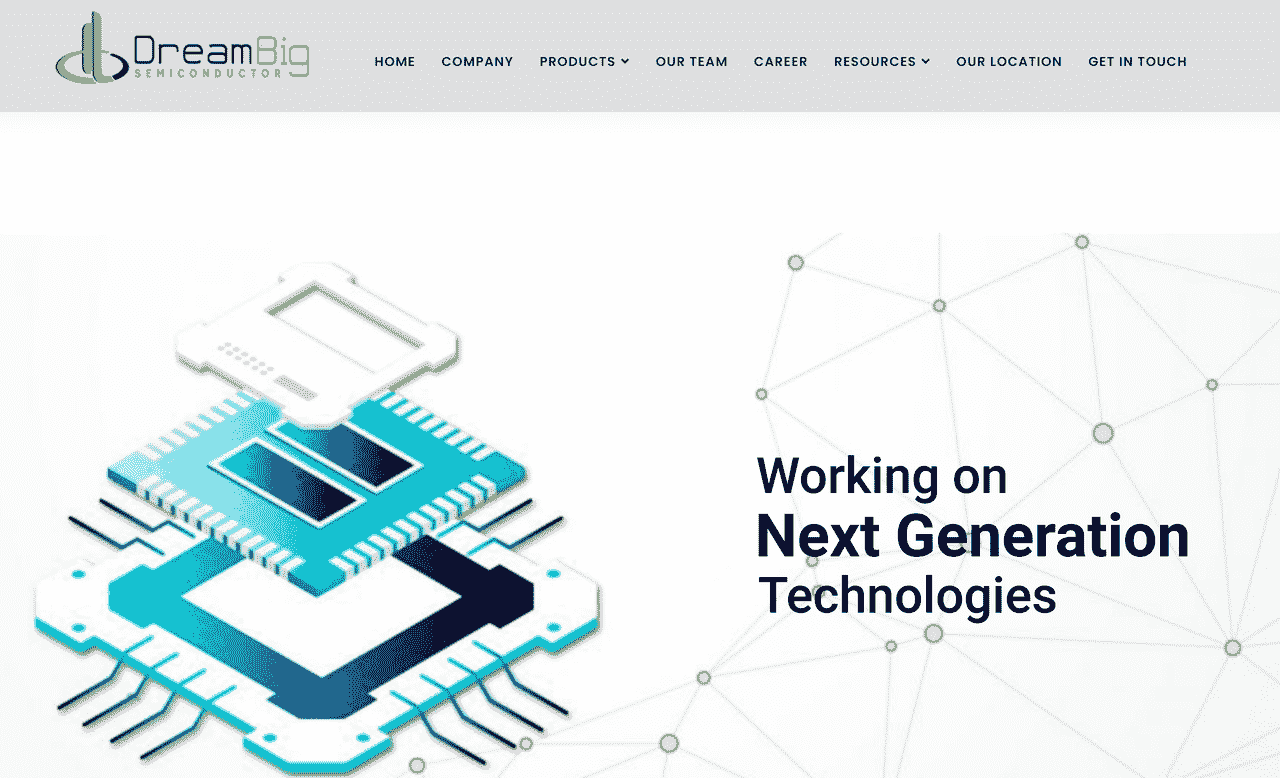 DreamBig
SEMICONDUCTOR
HOME COMPANY PRODUCTS OUR TEAM CAREER RESOURCES OUR LOCATION GET IN TOUCH
Working on
Next Generation
Technologies